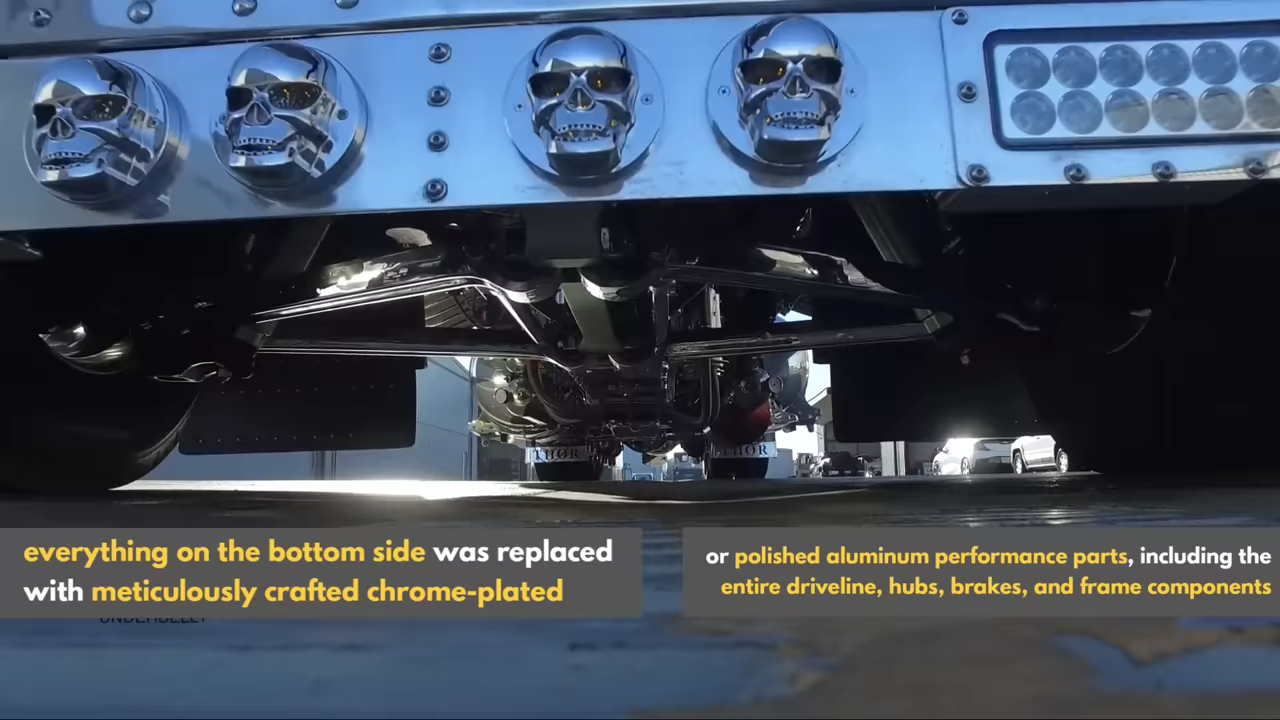 THOR
THOR
everything on the bottom side was replaced
with meticulously crafted chrome-plated
or polished aluminum performance parts, including the
entire driveline, hubs, brakes, and frame components
UNDERBELLY